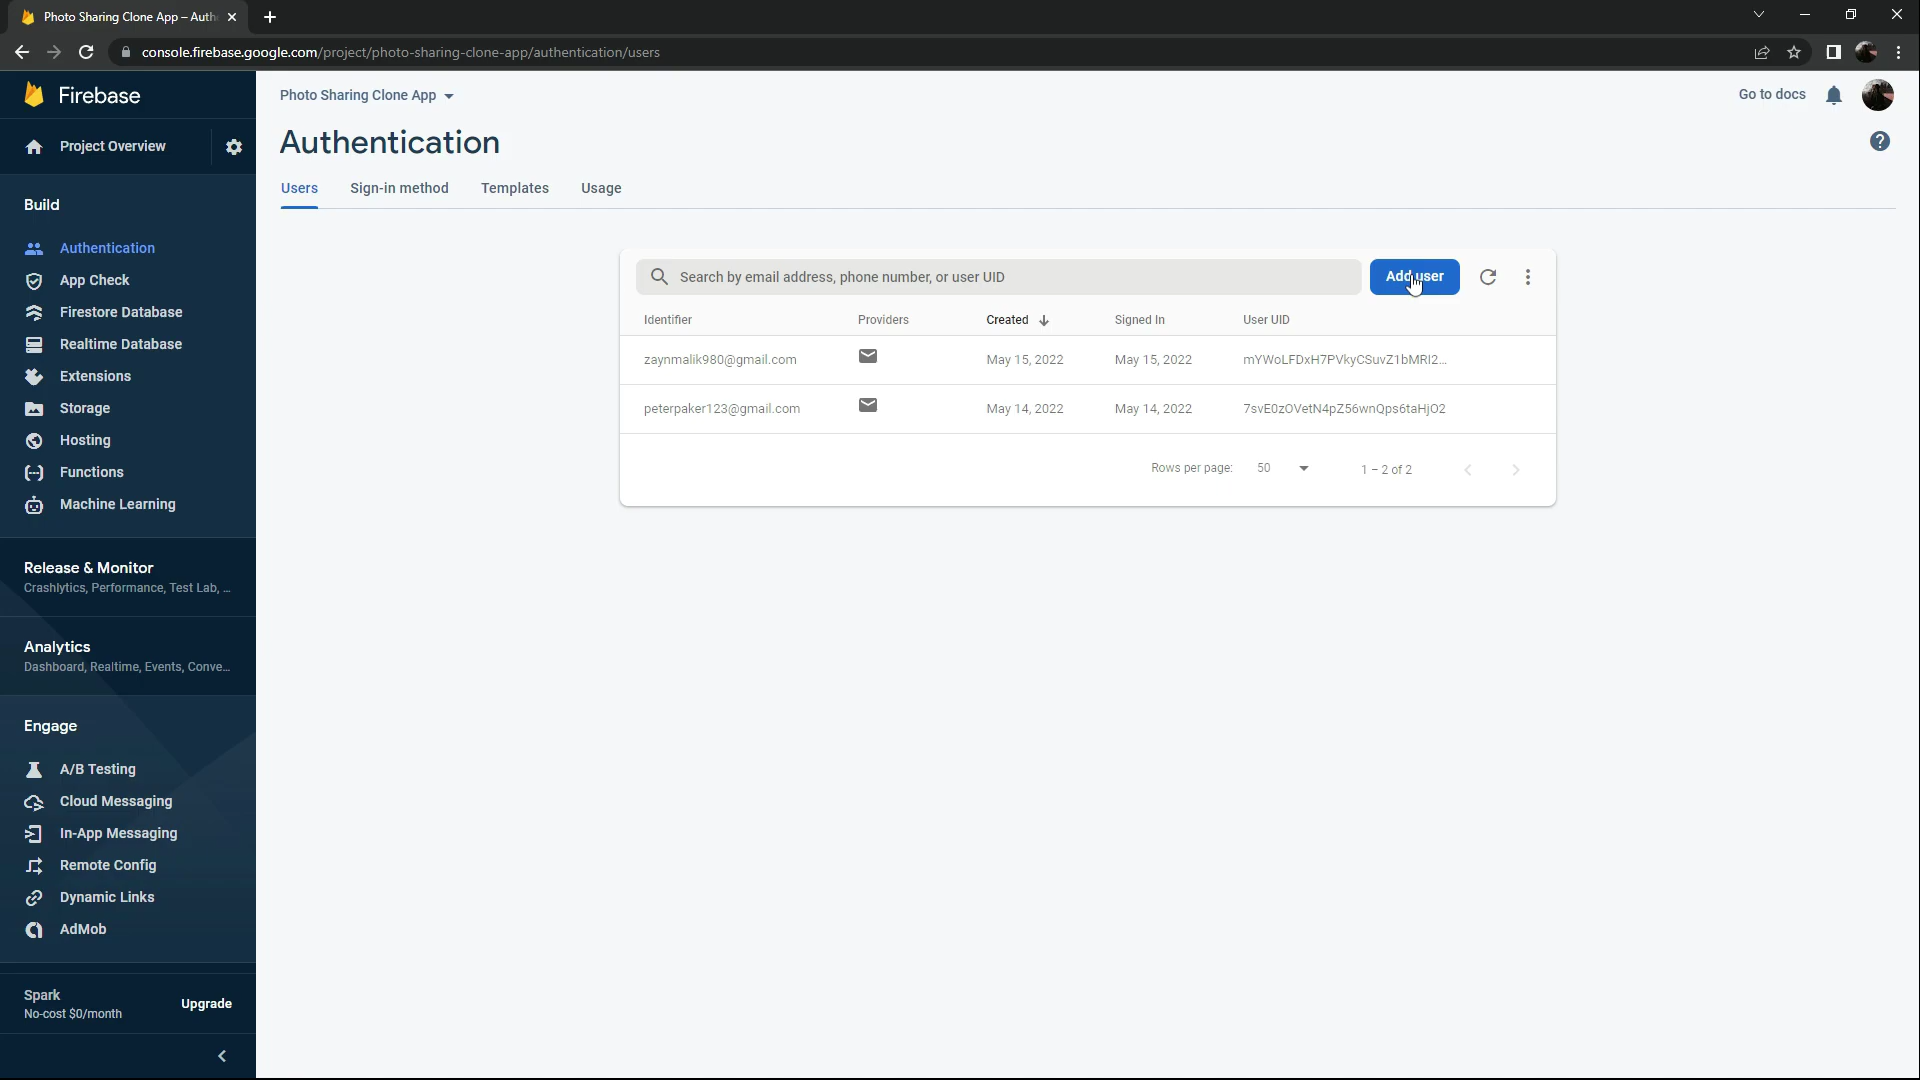 Photo Sharing Clone App – Auth
console.firebase.google.com/project/photo-sharing-clone-app/authentication/users
Firebase
Project Overview
Build
Authentication
App Check
Firestore Database
Realtime Database
Extensions
Storage
Hosting
Functions
Machine Learning
Release & Monitor
Crashlytics, Performance, Test Lab, ...
Analytics
Dashboard, Realtime, Events, Conve...
Engage
A/B Testing
Cloud Messaging
In-App Messaging
Remote Config
Dynamic Links
AdMob
Spark
No-cost $0/month
Upgrade
Photo Sharing Clone App
Go to docs
Authentication
Users Sign-in method Templates Usage
Search by email address, phone number, or user UID
Add user
Identifier Providers Created Signed In User UID
zaynmalik980@gmail.com May 15, 2022 May 15, 2022 mYWoLFDxH7PVkyCSuvZ1bMRI2...
peterpaker123@gmail.com May 14, 2022 May 14, 2022 7svE0zOVetN4pZ56wnQps6taHjO2
Rows per page: 50 1 – 2 of 2